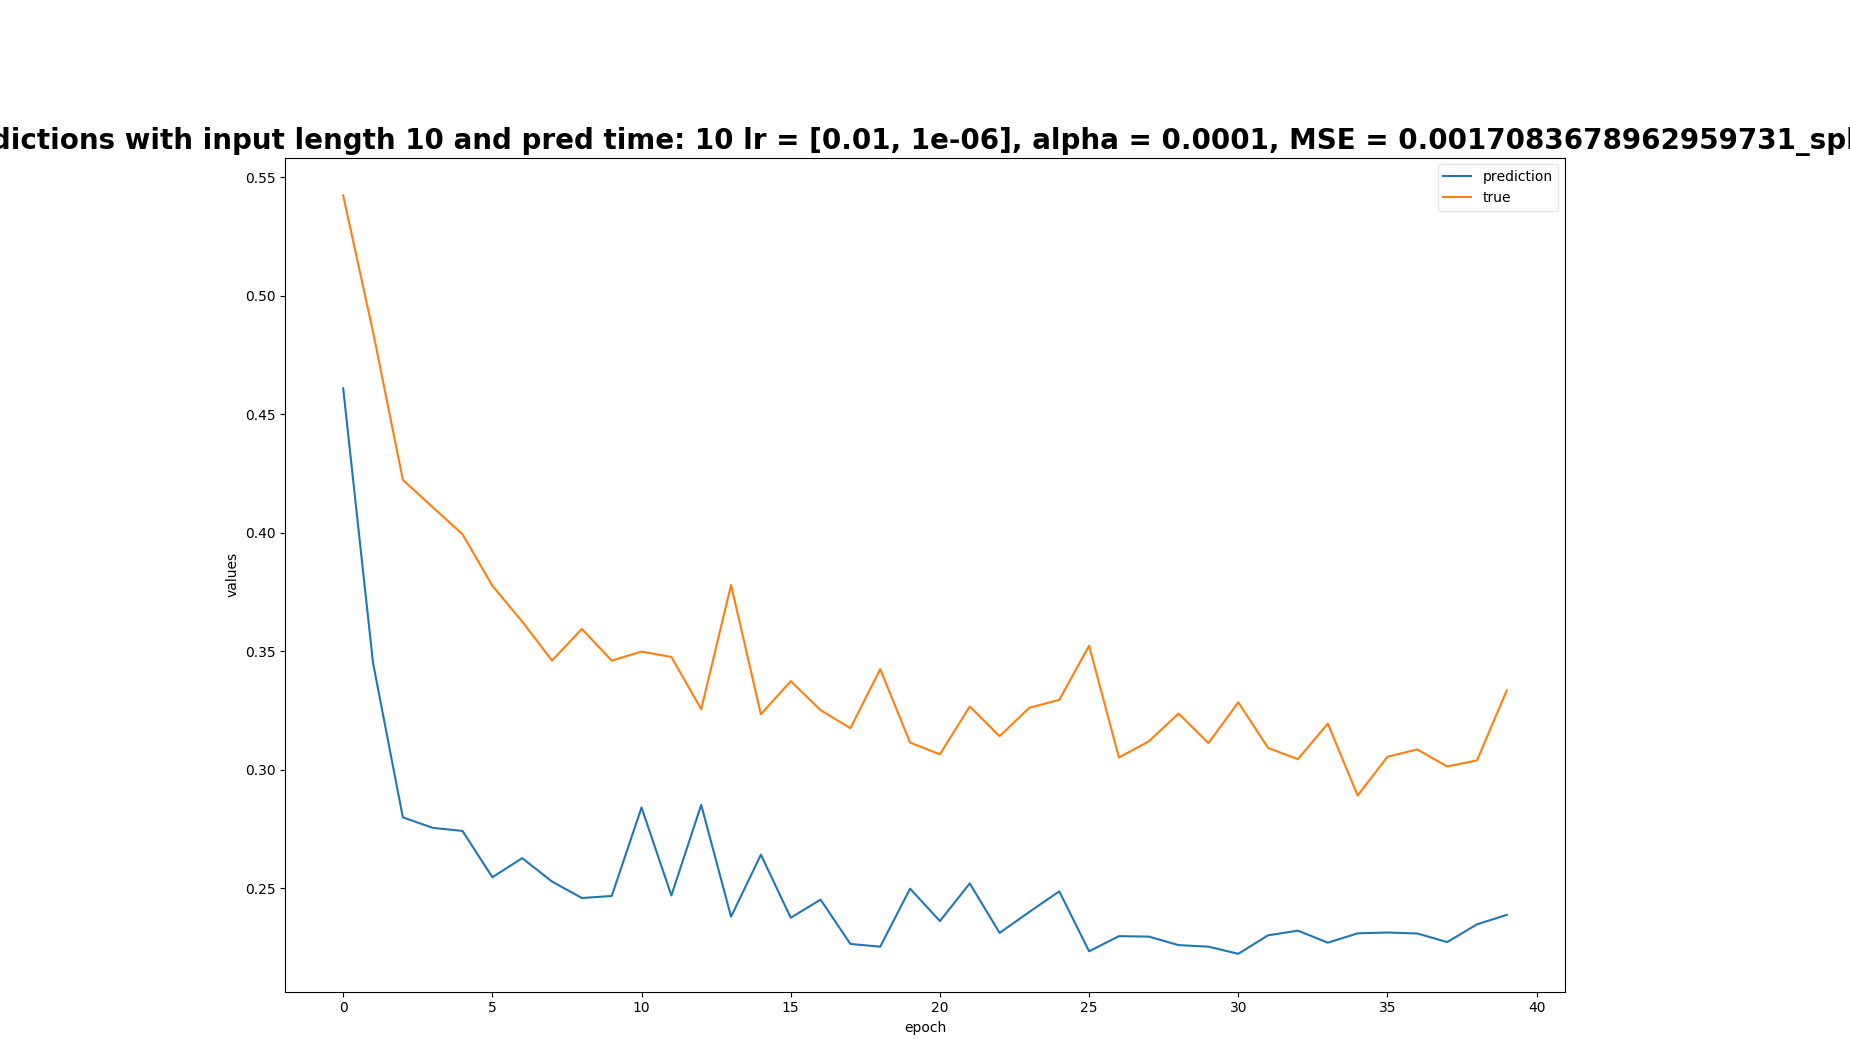 dictions with input length 10 and pred time: 10 lr = [0.01, 1e-06], alpha = 0.0001, MSE = 0.0017083678962959731_spl
prediction
true
0.55
0.50
0.45
0.40
0.35
0.30
0.25
values
0 5 10 15 20 25 30 35 40
epoch